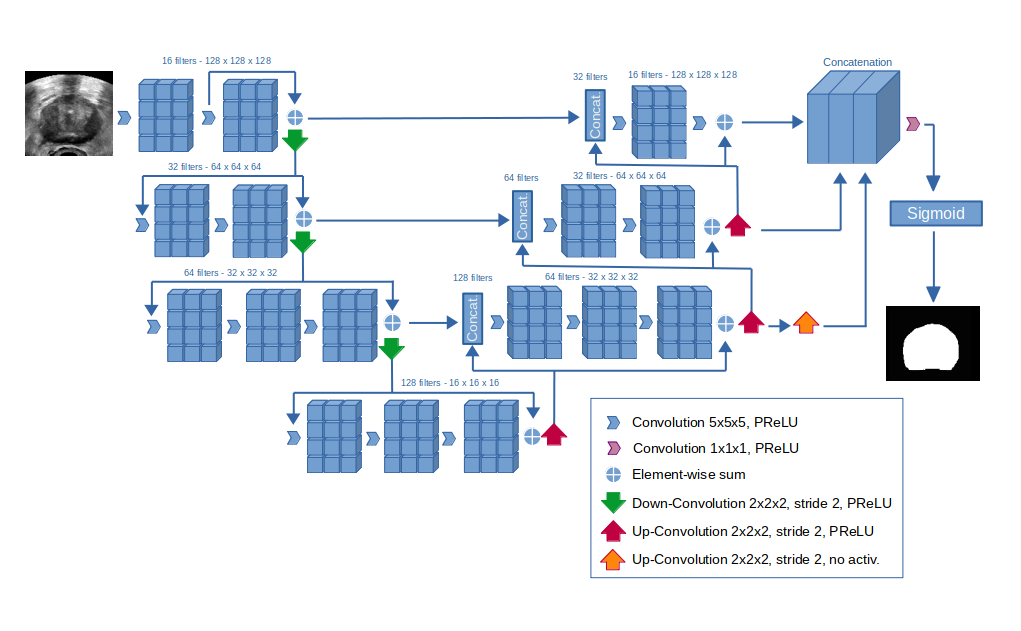 16 filters - 128 x 128 x 128
32 filters
16 filters - 128 x 128 x 128
Concatenation
Concat
32 filters - 64 x 64 x 64
64 filters
32 filters - 64 x 64 x 64
Concat
Sigmoid
64 filters - 32 x 32 x 32
128 filters
64 filters - 32 x 32 x 32
Concat
128 filters - 16 x 16 x 16
Convolution 5x5x5, PReLU
Convolution 1x1x1, PReLU
Element-wise sum
Down-Convolution 2x2x2, stride 2, PReLU
Up-Convolution 2x2x2, stride 2, PReLU
Up-Convolution 2x2x2, stride 2, no activ.